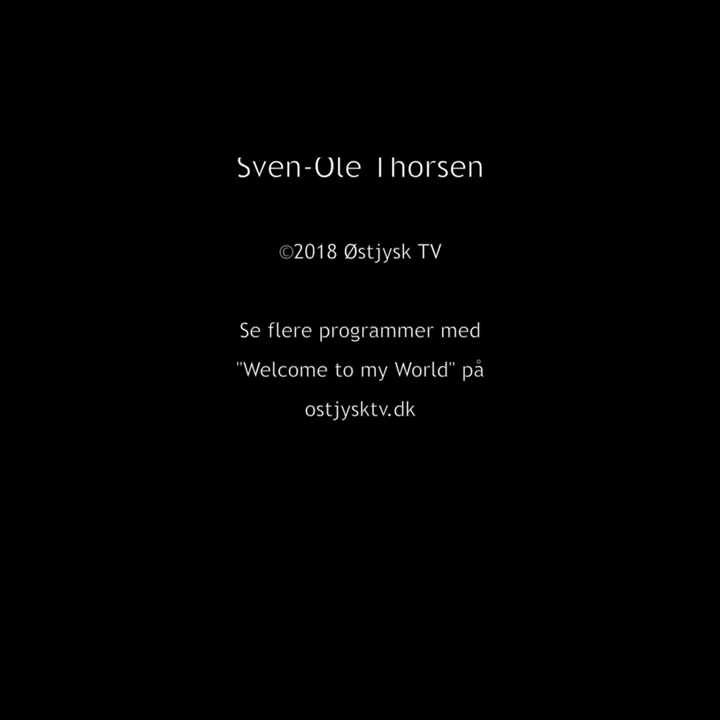 Sven-Ole Thorsen
©2018 Østjysk TV
Se flere programmer med
"Welcome to my World" på
ostjysktv.dk